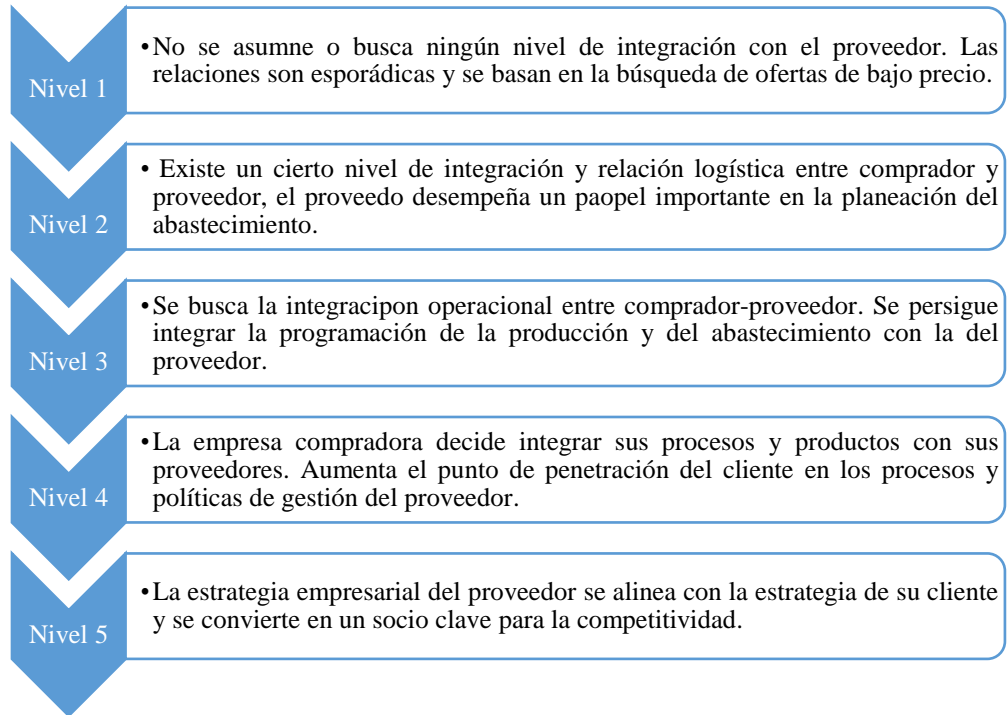 Nivel 1
•No se asumne o busca ningún nivel de integración con el proveedor. Las
relaciones son esporádicas y se basan en la búsqueda de ofertas de bajo precio.
Nivel 2
• Existe un cierto nivel de integración y relación logística entre comprador y
proveedor, el proveedo desempeña un paopel importante en la planeación del
abastecimiento.
Nivel 3
•Se busca la integracipon operacional entre comprador-proveedor. Se persigue
integrar la programación de la producción y del abastecimiento con la del
proveedor.
Nivel 4
•La empresa compradora decide integrar sus procesos y productos con sus
proveedores. Aumenta el punto de penetración del cliente en los procesos y
políticas de gestión del proveedor.
Nivel 5
•La estrategia empresarial del proveedor se alinea con la estrategia de su cliente
y se convierte en un socio clave para la competitividad.